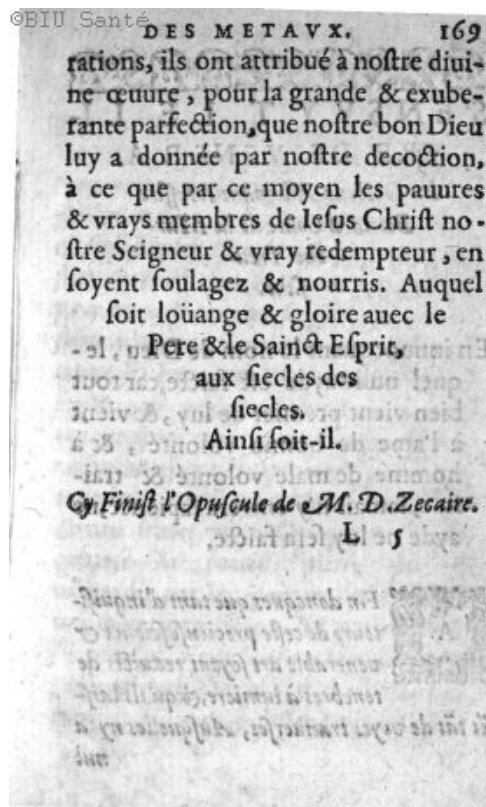 ©BIU Santé
DES METAVX. 169
rations, ils ont attribué à noſtre diui-
ne œuure, pour la grande & exube-
rante parfection, que noſtre bon Dieu
luy a donnée par noſtre decoction,
à ce que par ce moyen les pauures
& vrays membres de Ieſus Chriſt no-
ſtre Seigneur & vray redempteur, en
ſoyent ſoulagez & nourris. Auquel
ſoit loüange & gloire auec le
Pere & le Sainct Eſprit,
aux ſiecles des
ſiecles.
Ainſi ſoit-il.
Cy Finiſt l'Opuſcule de M. D. Zecaire.
L 5